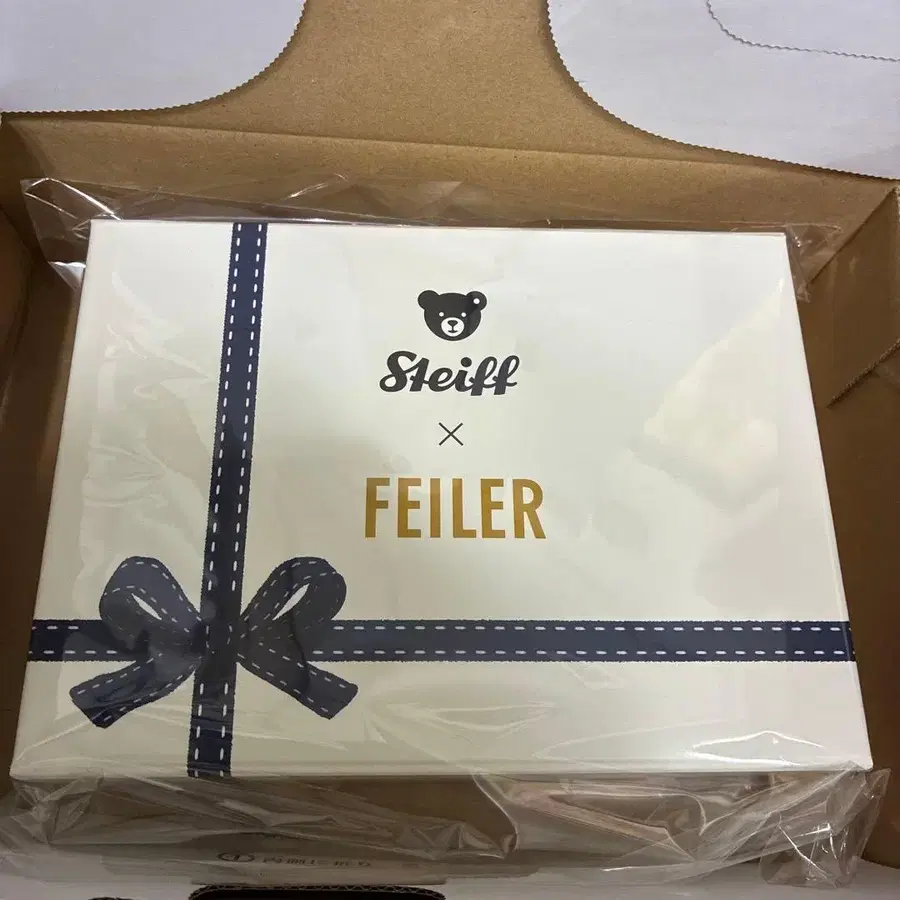 Steiff
×
FEILER